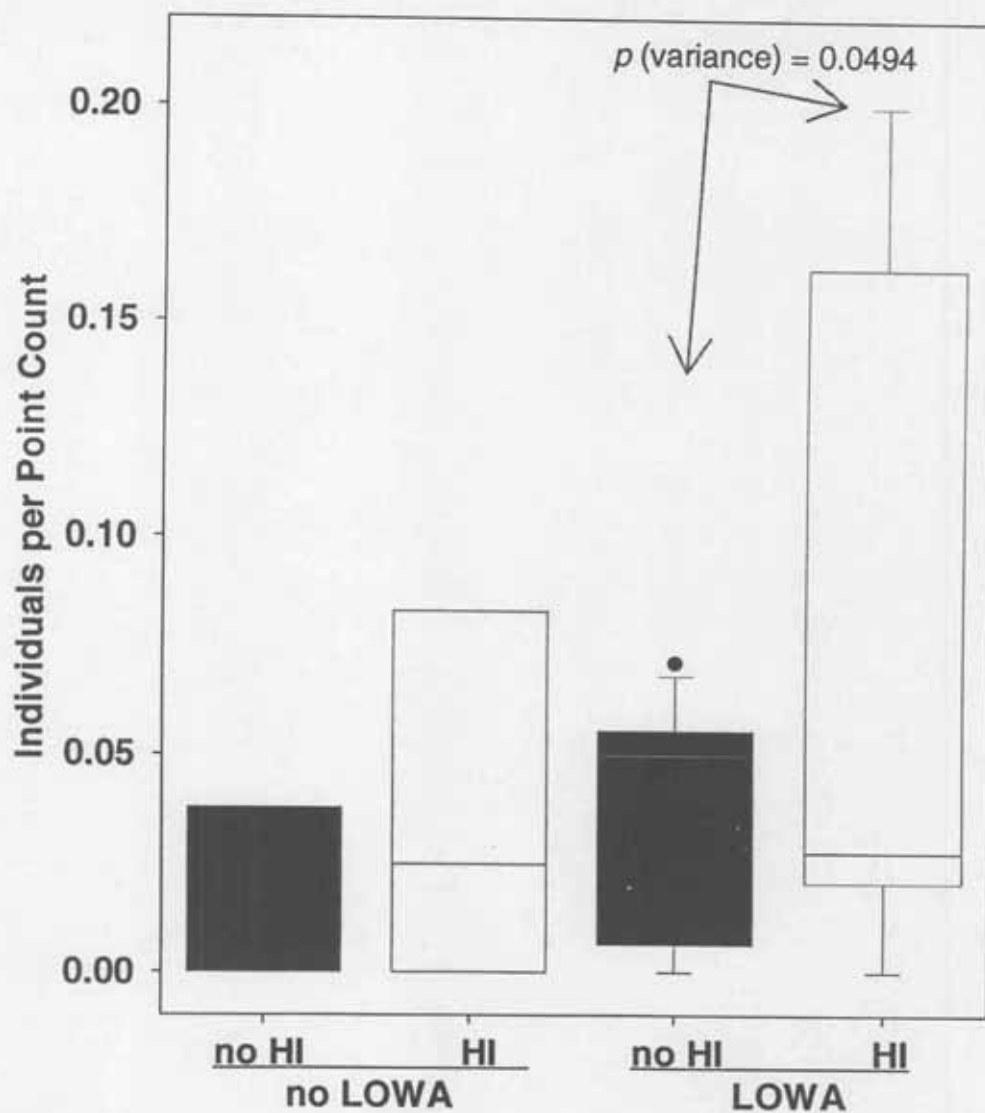 p (variance) = 0.0494
Individuals per Point Count
0.20
0.15
0.10
0.05
0.00
no HI HI no HI HI
no LOWA LOWA